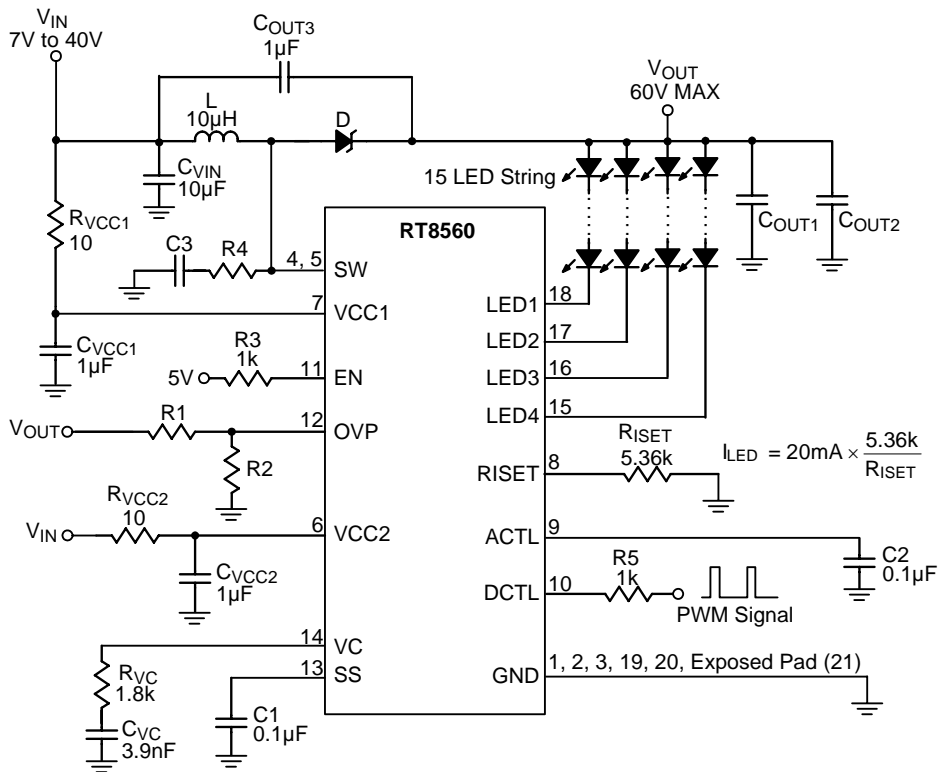 VIN
7V to 40V
COUT3
1µF
VOUT
60V MAX
L
10µH
D
CVIN
10µF
15 LED String
RVCC1
10
COUT1
COUT2
RT8560
C3
R4
4, 5
SW
LED1
18
7
VCC1
LED2
17
CVCC1
1µF
R3
1k
5V
11
EN
LED3
16
LED4
15
R1
VOUT
12
OVP
R2
RISET
5.36k
ILED = 20mA × 5.36k / RISET
RISET
8
RVCC2
10
VIN
6
VCC2
ACTL
9
C2
0.1µF
CVCC2
1µF
R5
1k
DCTL
10
PWM Signal
14
VC
13
SS
GND
1, 2, 3, 19, 20, Exposed Pad (21)
RVC
1.8k
C1
0.1µF
CVC
3.9nF